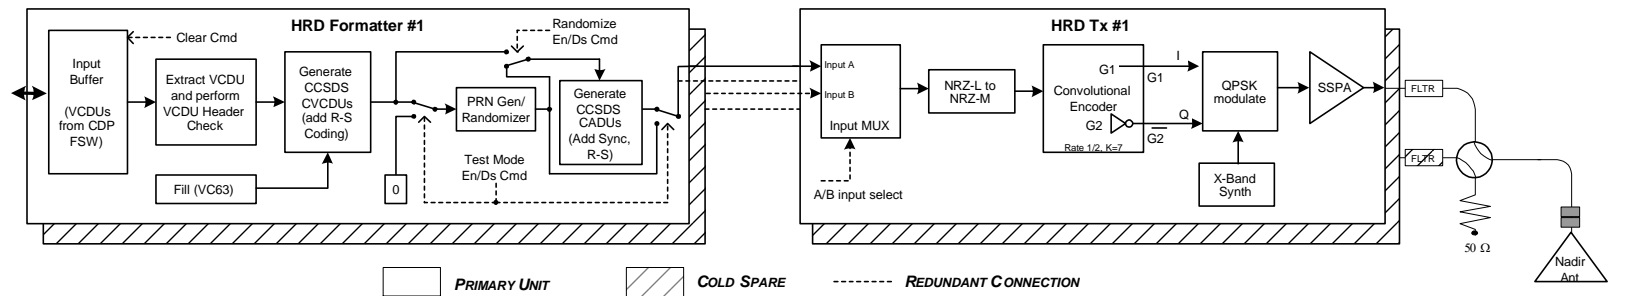 HRD Formatter #1
Clear Cmd
Input
Buffer
(VCDUs
from CDP
FSW)
Extract VCDU
and perform
VCDU Header
Check
Fill (VC63)
Generate
CCSDS
CVCDUs
(add R-S
Coding)
0
Randomize
En/Ds Cmd
PRN Gen/
Randomizer
Test Mode
En/Ds Cmd
Generate
CCSDS
CADUs
(Add Sync,
R-S)
HRD Tx #1
Input A
Input B
Input MUX
A/B input select
NRZ-L to
NRZ-M
G1
Convolutional
Encoder
G2
Rate 1/2, K=7
I
G1
Q
G2
QPSK
modulate
X-Band
Synth
SSPA
FLTR
FLTR
50 Ω
Nadir
Ant
PRIMARY UNIT
COLD SPARE
REDUNDANT CONNECTION